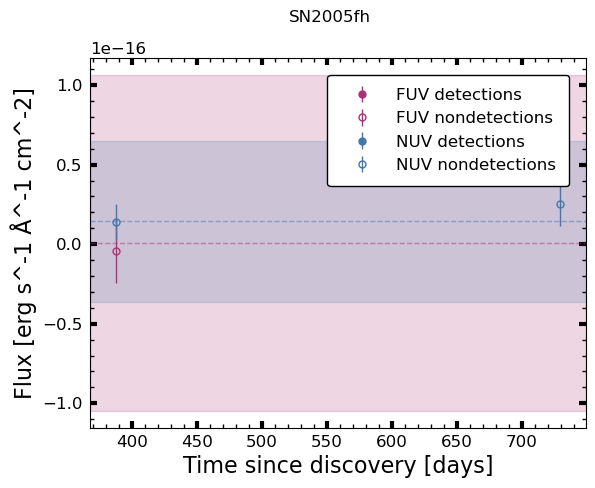 SN2005fh
1e−16
FUV detections
FUV nondetections
NUV detections
NUV nondetections
1.0
0.5
0.0
−0.5
−1.0
Flux [erg s^-1 Å^-1 cm^-2]
400 450 500 550 600 650 700
Time since discovery [days]